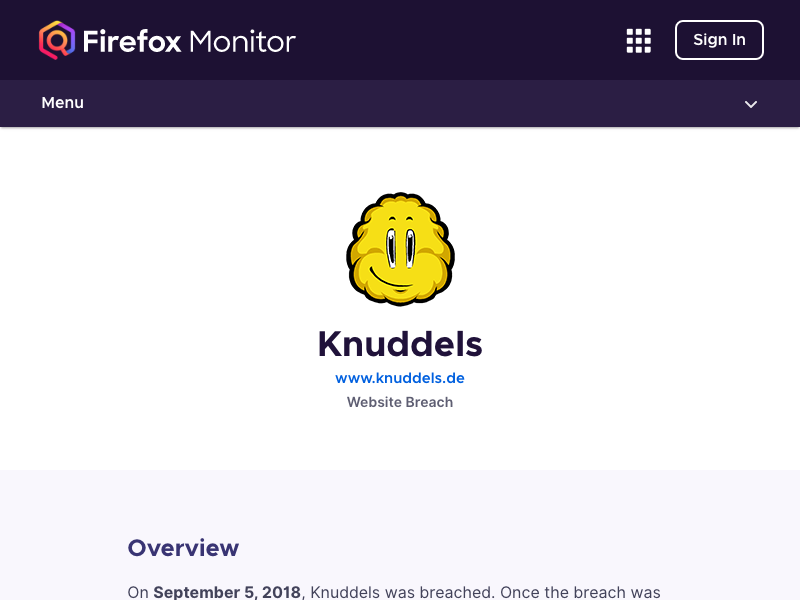 Firefox Monitor
Sign In
Menu
Knuddels
www.knuddels.de
Website Breach
Overview
On September 5, 2018, Knuddels was breached. Once the breach was